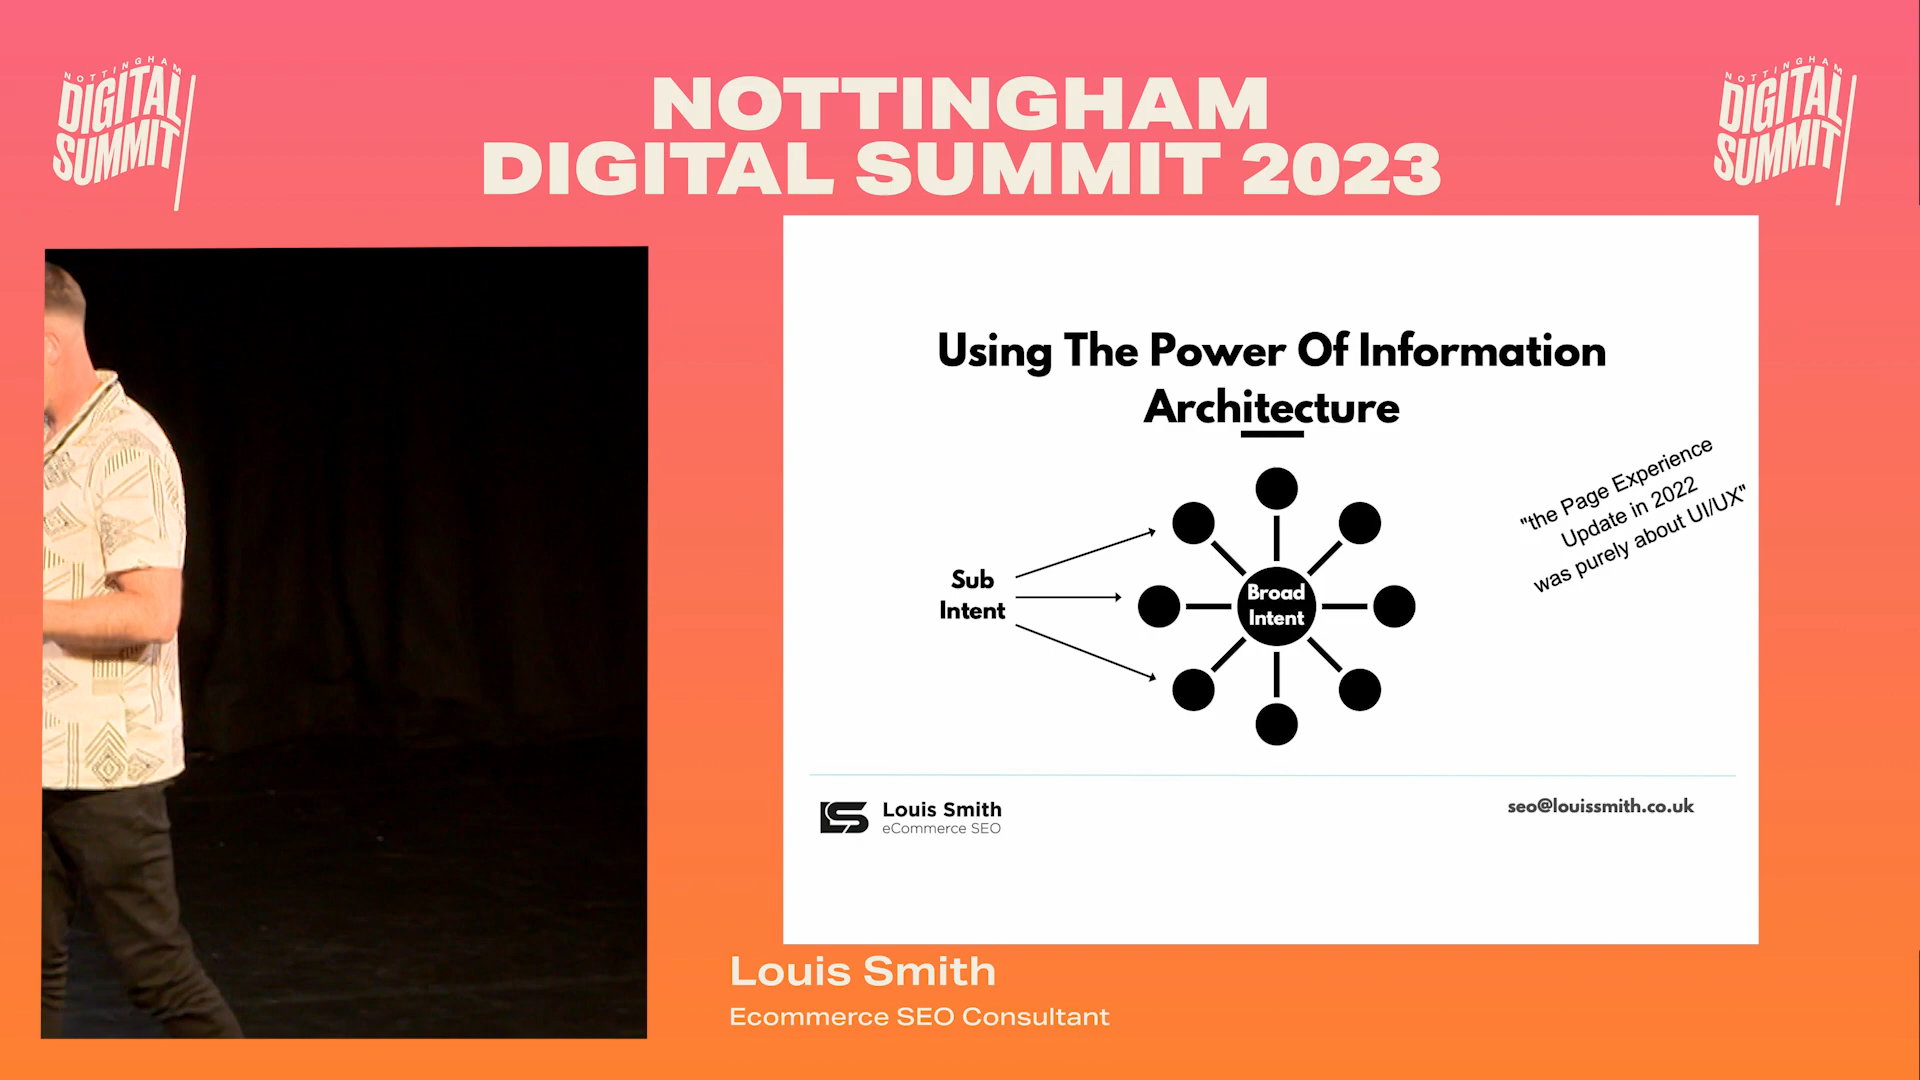 NOTTINGHAM
DIGITAL
SUMMIT
NOTTINGHAM
DIGITAL SUMMIT 2023
NOTTINGHAM
DIGITAL
SUMMIT
Using The Power Of Information
Architecture
"the Page Experience
Update in 2022
was purely about UI/UX"
Sub
Intent
Broad
Intent
LS
Louis Smith
eCommerce SEO
seo@louissmith.co.uk
Louis Smith
Ecommerce SEO Consultant